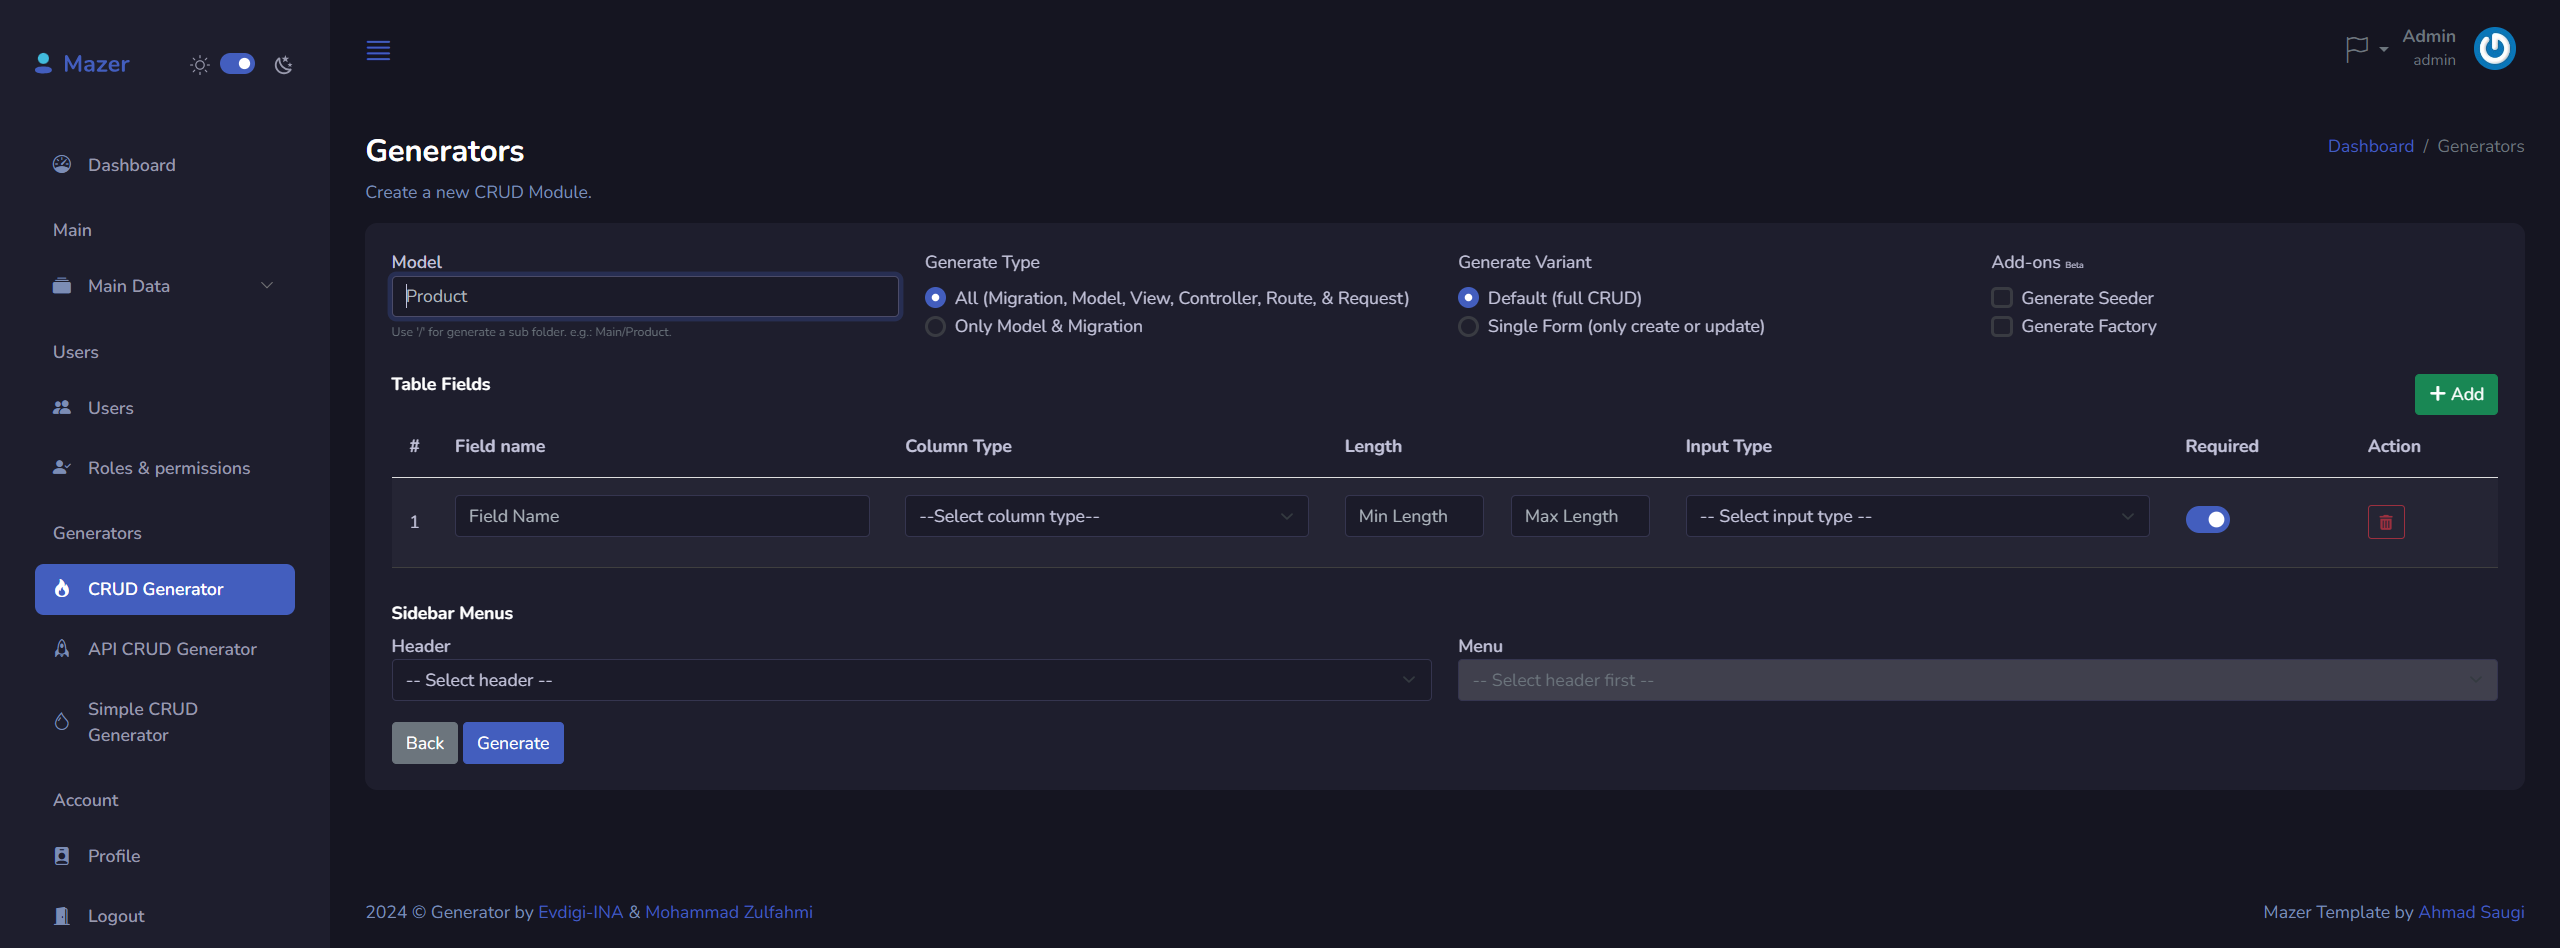 Mazer
Dashboard
Main
Main Data
Users
Users
Roles & permissions
Generators
CRUD Generator
API CRUD Generator
Simple CRUD
Generator
Account
Profile
Logout
Admin
admin
Generators
Create a new CRUD Module.
Dashboard / Generators
Model
Product
Use '/' for generate a sub folder. e.g.: Main/Product.
Generate Type
All (Migration, Model, View, Controller, Route, & Request)
Only Model & Migration
Generate Variant
Default (full CRUD)
Single Form (only create or update)
Add-ons Beta
Generate Seeder
Generate Factory
Table Fields
Add
# Field name Column Type Length Input Type Required Action
1 Field Name --Select column type-- Min Length Max Length -- Select input type --
Sidebar Menus
Header
-- Select header --
Menu
-- Select header first --
Back Generate
2024 © Generator by Evdigi-INA & Mohammad Zulfahmi
Mazer Template by Ahmad Saugi